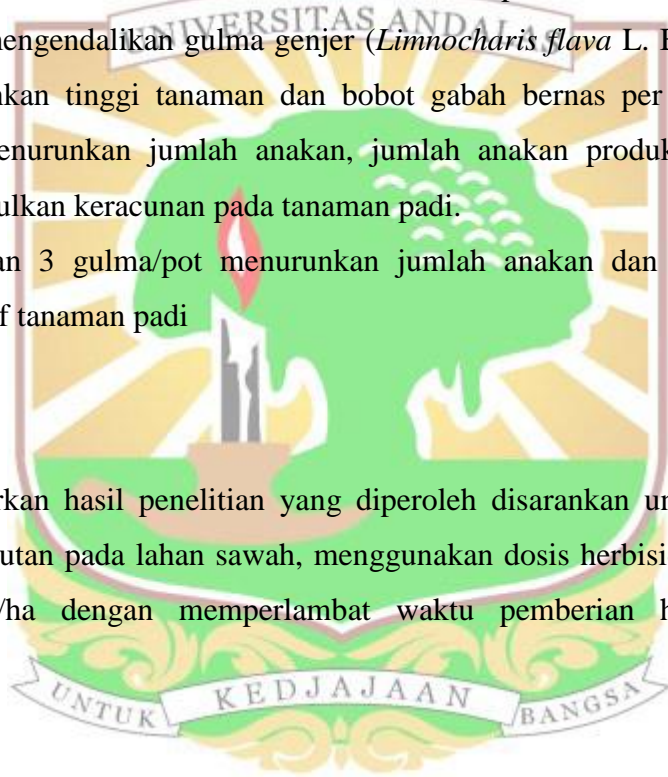 UNIVERSITAS ANDALAS
mengendalikan gulma genjer (Limnocharis flava L.
kan tinggi tanaman dan bobot gabah bernas per
enurunkan jumlah anakan, jumlah anakan produk
ulkan keracunan pada tanaman padi.
an 3 gulma/pot menurunkan jumlah anakan dan
f tanaman padi
rkan hasil penelitian yang diperoleh disarankan un
utan pada lahan sawah, menggunakan dosis herbisi
/ha dengan memperlambat waktu pemberian h
UNTUK KEDJAJAAN BANGSA